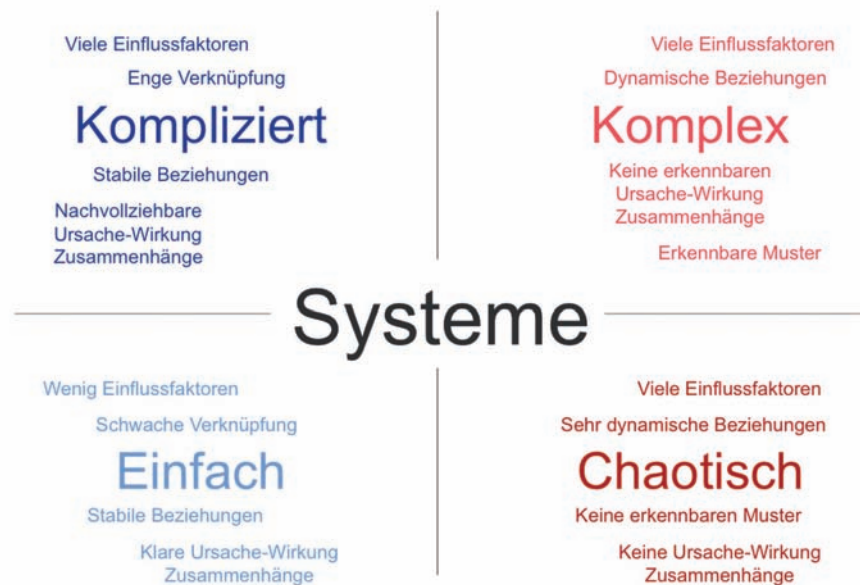 Viele Einflussfaktoren
Enge Verknüpfung
Kompliziert
Stabile Beziehungen
Nachvollziehbare
Ursache-Wirkung
Zusammenhänge
Viele Einflussfaktoren
Dynamische Beziehungen
Komplex
Keine erkennbaren
Ursache-Wirkung
Zusammenhänge
Erkennbare Muster
Systeme
Wenig Einflussfaktoren
Schwache Verknüpfung
Einfach
Stabile Beziehungen
Klare Ursache-Wirkung
Zusammenhänge
Viele Einflussfaktoren
Sehr dynamische Beziehungen
Chaotisch
Keine erkennbaren Muster
Keine Ursache-Wirkung
Zusammenhänge